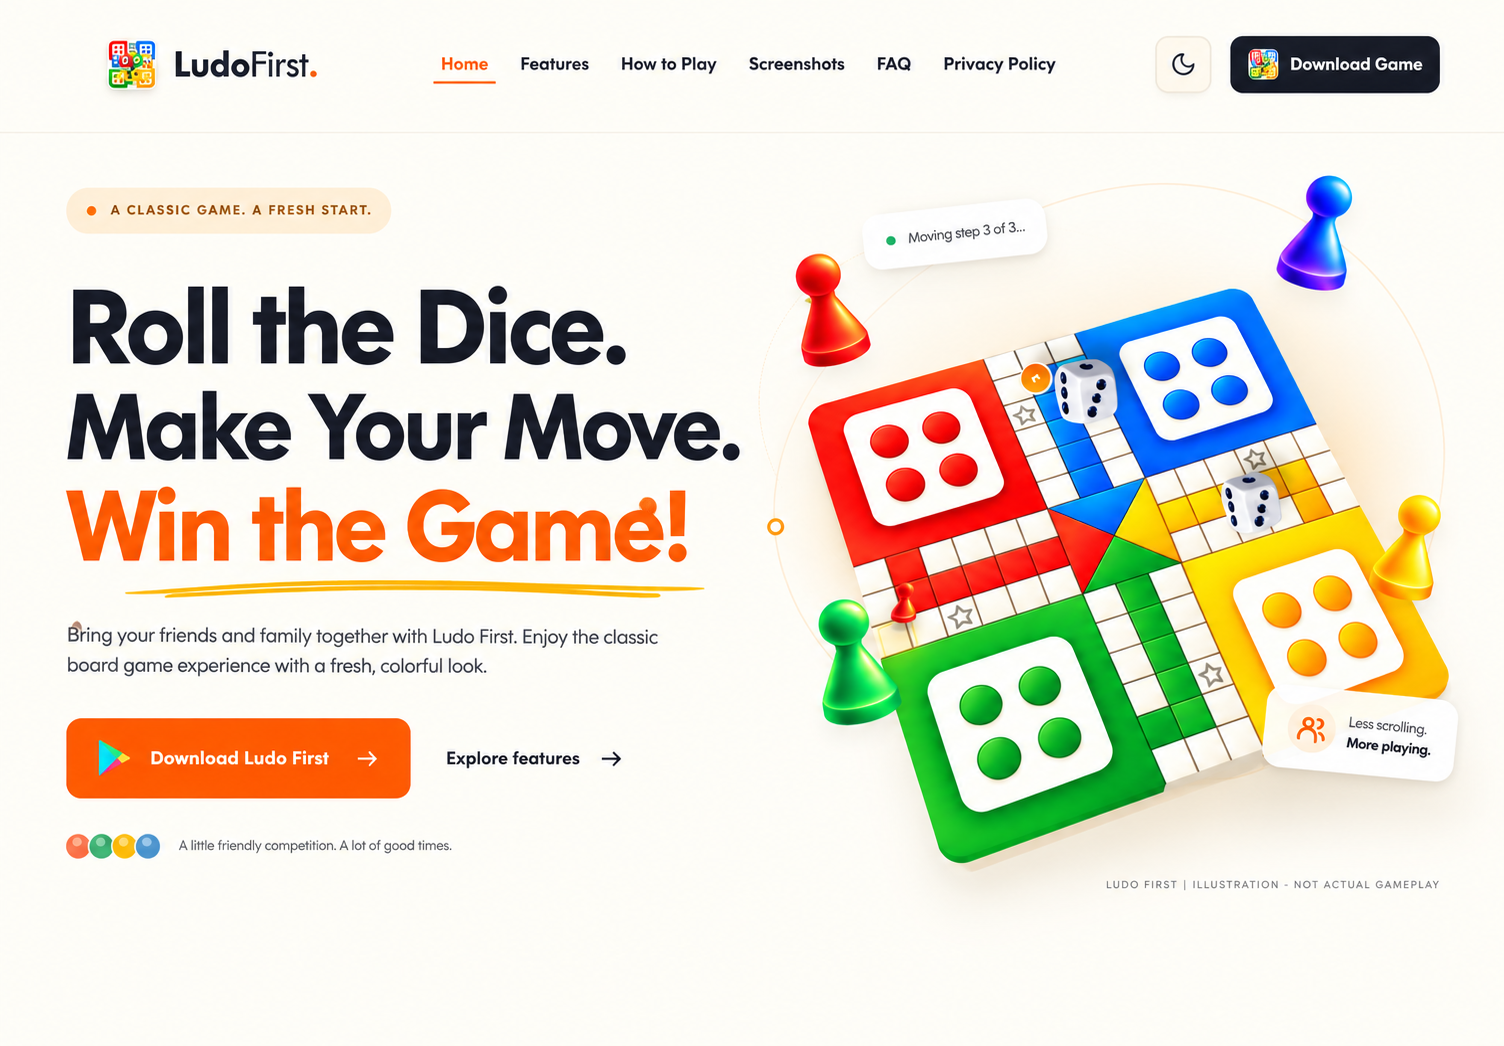 LudoFirst.
Home
Features
How to Play
Screenshots
FAQ
Privacy Policy
Download Game
A CLASSIC GAME. A FRESH START.
Roll the Dice.
Make Your Move.
Win the Game!
Bring your friends and family together with Ludo First. Enjoy the classic
board game experience with a fresh, colorful look.
Download Ludo First
Explore features
A little friendly competition. A lot of good times.
Moving step 3 of 3...
Less scrolling.
More playing.
LUDO FIRST | ILLUSTRATION - NOT ACTUAL GAMEPLAY